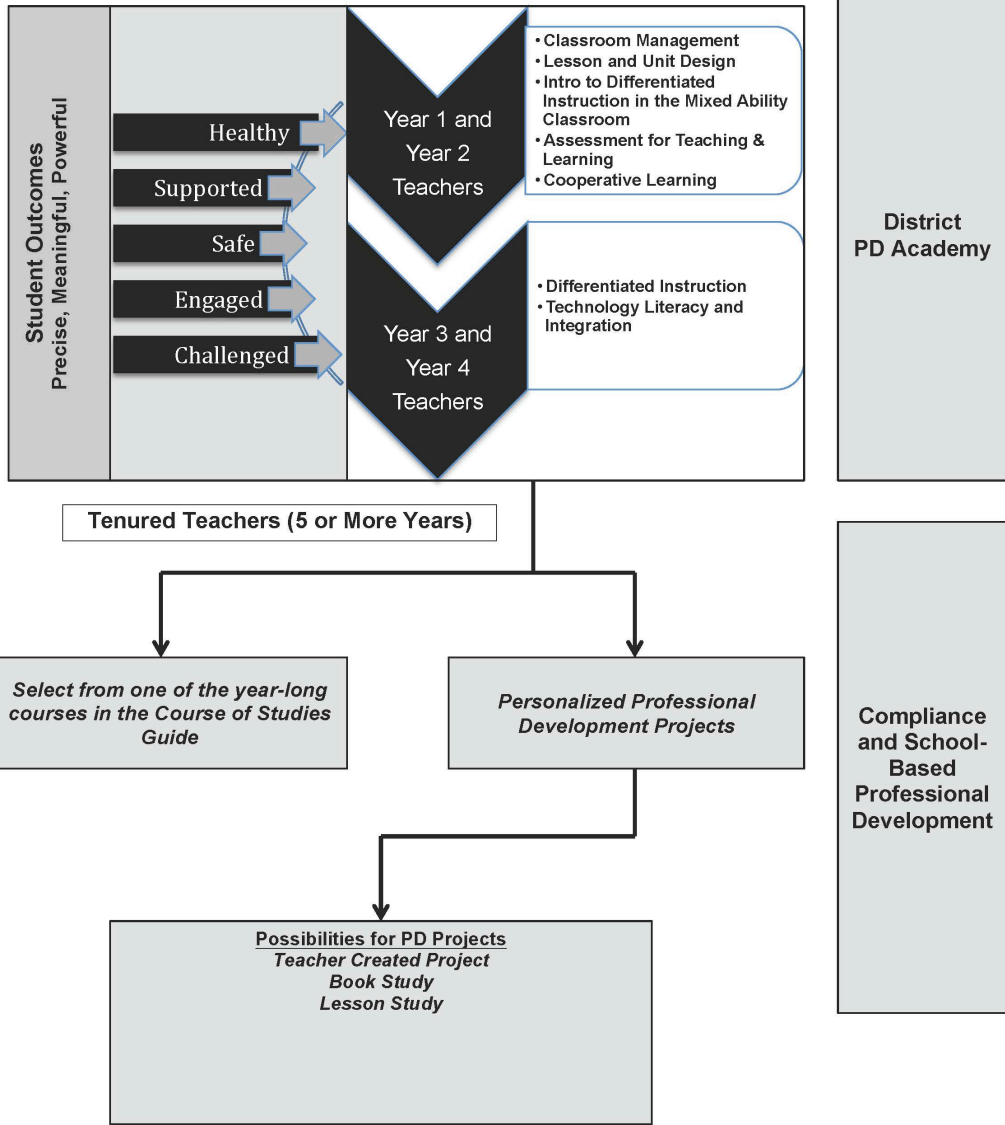 Student Outcomes
Precise, Meaningful, Powerful
Healthy
Supported
Safe
Engaged
Challenged
Year 1 and
Year 2
Teachers
• Classroom Management
• Lesson and Unit Design
• Intro to Differentiated
Instruction in the Mixed Ability
Classroom
• Assessment for Teaching &
Learning
• Cooperative Learning
Year 3 and
Year 4
Teachers
• Differentiated Instruction
• Technology Literacy and
Integration
District
PD Academy
Tenured Teachers (5 or More Years)
Select from one of the year-long
courses in the Course of Studies
Guide
Personalized Professional
Development Projects
Compliance
and School-
Based
Professional
Development
Possibilities for PD Projects
Teacher Created Project
Book Study
Lesson Study